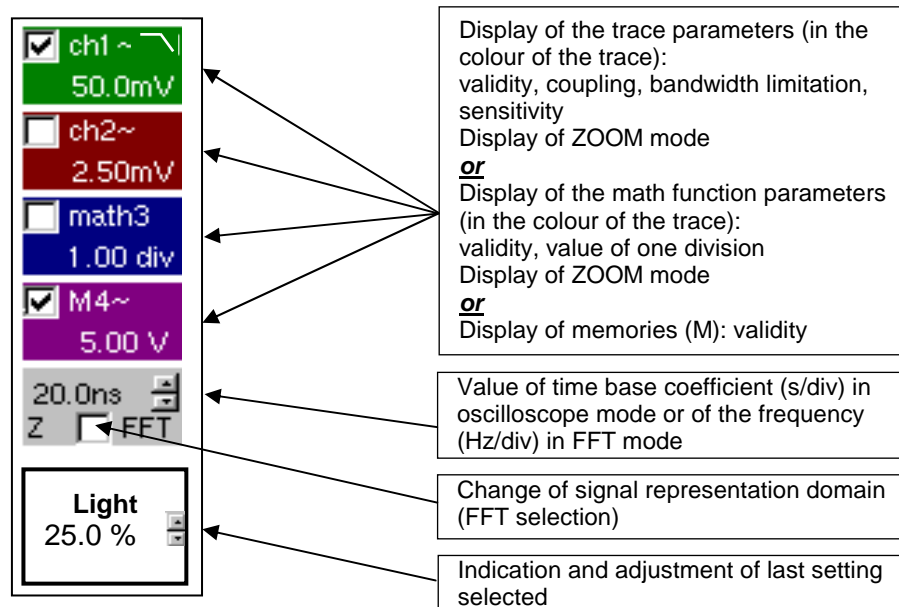 ch1 ~
50.0mV
ch2~
2.50mV
math3
1.00 div
M4~
5.00 V
20.0ns
Z FFT
Light
25.0 %
Display of the trace parameters (in the
colour of the trace):
validity, coupling, bandwidth limitation,
sensitivity
Display of ZOOM mode
or
Display of the math function parameters
(in the colour of the trace):
validity, value of one division
Display of ZOOM mode
or
Display of memories (M): validity
Value of time base coefficient (s/div) in
oscilloscope mode or of the frequency
(Hz/div) in FFT mode
Change of signal representation domain
(FFT selection)
Indication and adjustment of last setting
selected